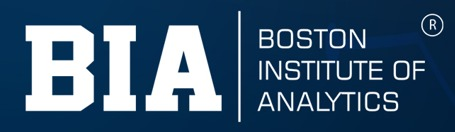 BIA
BOSTON
INSTITUTE OF
ANALYTICS
®